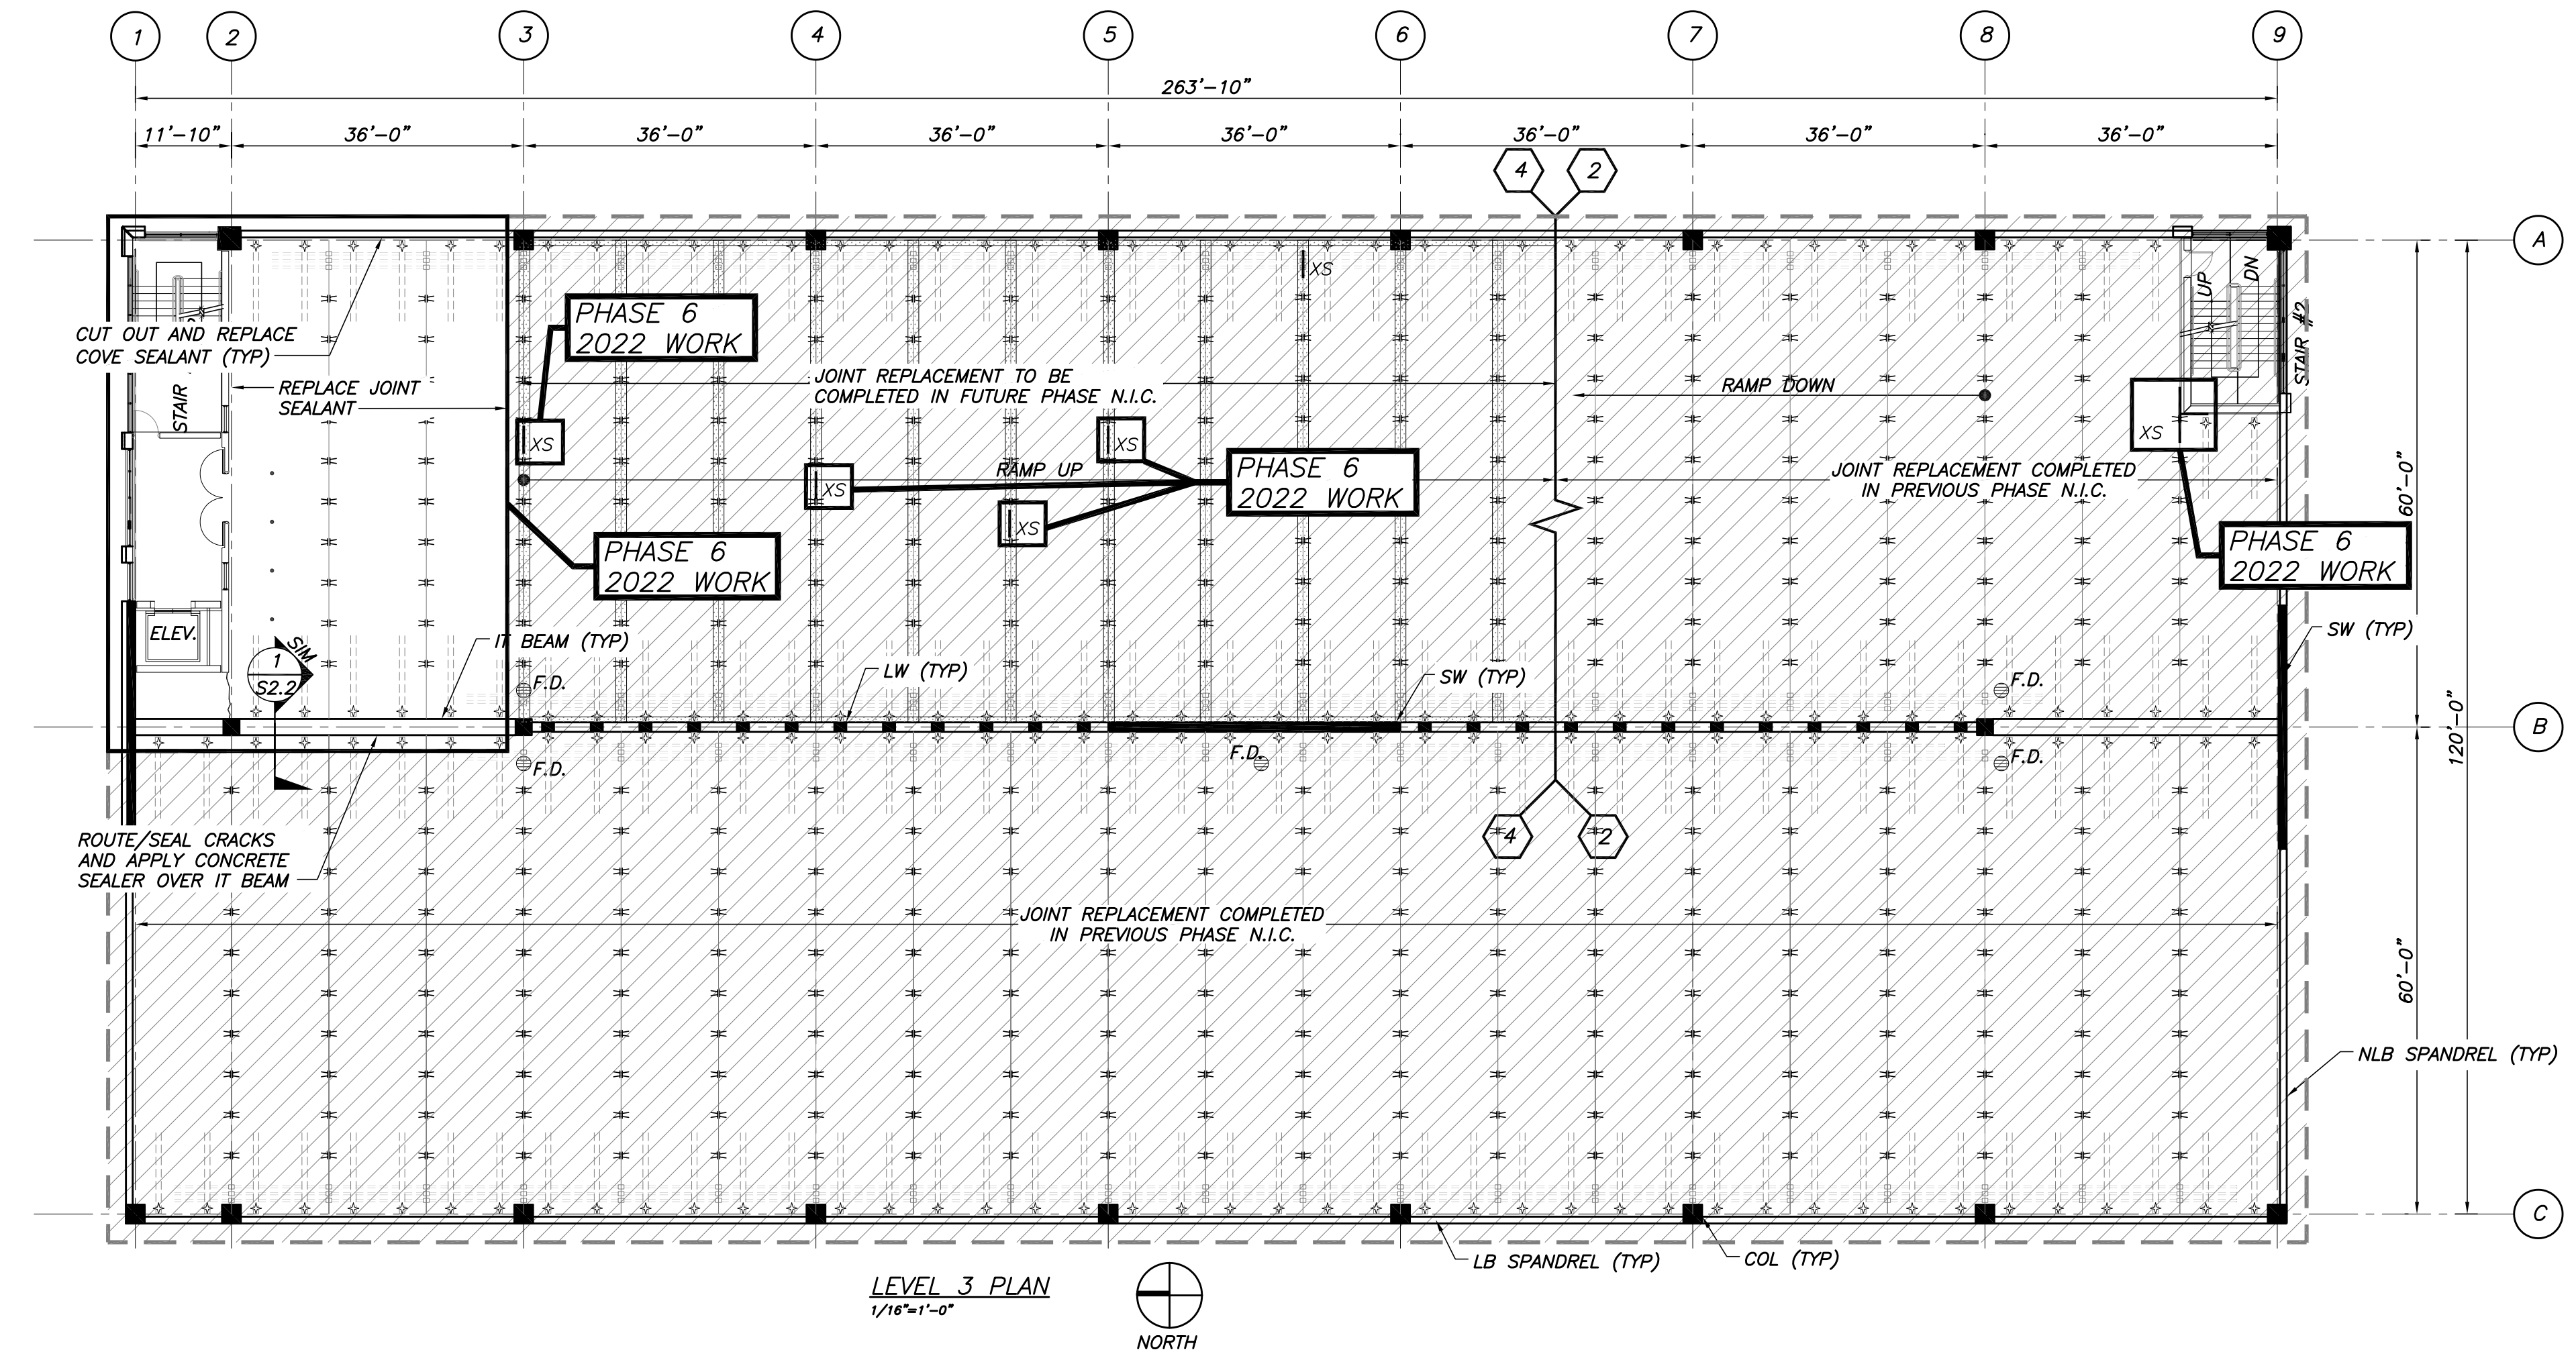 1 2 3 4 5 6 7 8 9
263'-10"
11'-10" 36'-0" 36'-0" 36'-0" 36'-0" 36'-0" 36'-0" 36'-0"
4 2
A
UP DN
STAIR #2
XS
PHASE 6
2022 WORK
CUT OUT AND REPLACE
COVE SEALANT (TYP)
STAIR
REPLACE JOINT
SEALANT
JOINT REPLACEMENT TO BE
COMPLETED IN FUTURE PHASE N.I.C.
RAMP DOWN
XS
XS
XS
RAMP UP
XS
XS
PHASE 6
2022 WORK
JOINT REPLACEMENT COMPLETED
IN PREVIOUS PHASE N.I.C.
60'-0"
PHASE 6
2022 WORK
PHASE 6
2022 WORK
ELEV.
1
S2.2
SIM
IT BEAM (TYP)
LW (TYP)
SW (TYP)
SW (TYP)
F.D.
F.D.
B
120'-0"
F.D.
F.D.
F.D.
4 2
ROUTE/SEAL CRACKS
AND APPLY CONCRETE
SEALER OVER IT BEAM
JOINT REPLACEMENT COMPLETED
IN PREVIOUS PHASE N.I.C.
60'-0"
NLB SPANDREL (TYP)
C
LB SPANDREL (TYP)
COL (TYP)
LEVEL 3 PLAN
1/16"=1'-0"
NORTH